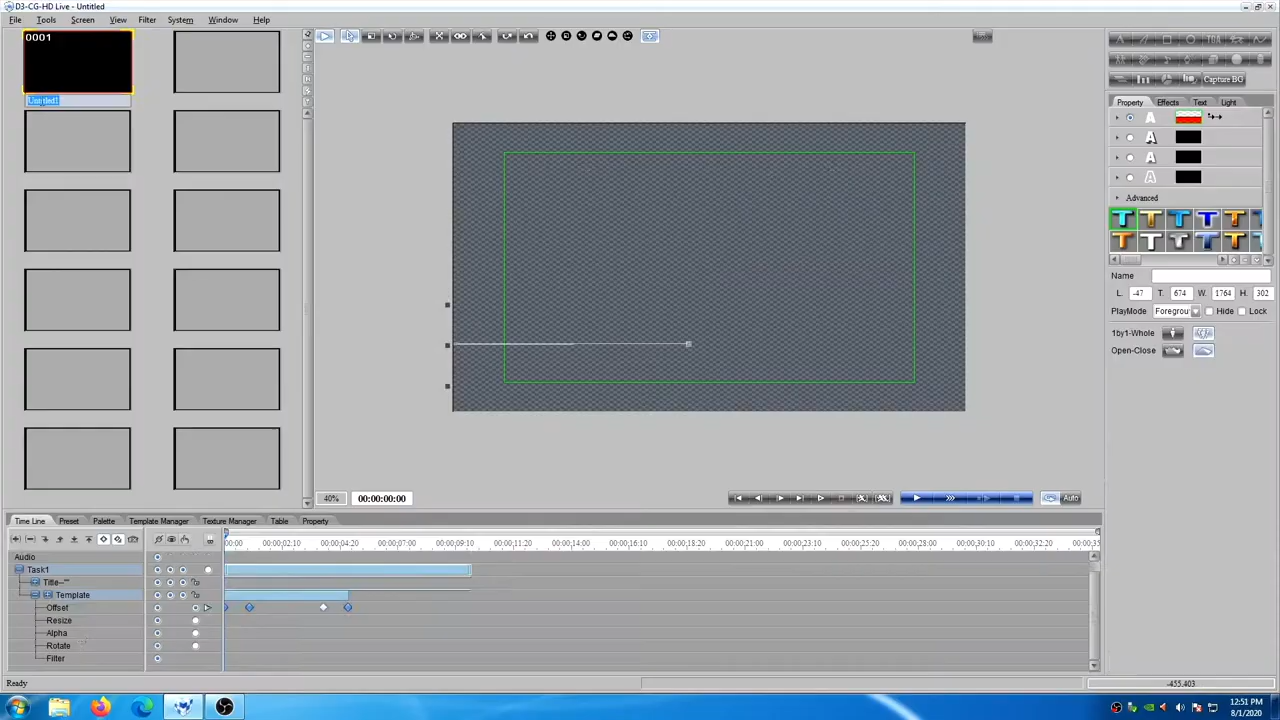 D3-CG-HD Live - Untitled
File Tools Screen View Filter System Window Help
0001
Untitled1
Capture BG
Property Effects Text Light
Advanced
Name
L. -47 T. 674 W. 1764 H. 302
PlayMode Foregrour Hide Lock
1by1-Whole
Open-Close
40% 00:00:00:00
Auto
Time Line Preset Palette Template Manager Texture Manager Table Property
00:00 00:00:02:10 00:00:04:20 00:00:07:00 00:00:09:10 00:00:11:20 00:00:14:00 00:00:16:10 00:00:18:20 00:00:21:00 00:00:23:10 00:00:25:20 00:00:28:00 00:00:30:10 00:00:32:20 00:00:35
Audio
Task1
Title--""
Template
Offset
Resize
Alpha
Rotate
Filter
Ready
-455.403
12:51 PM
8/1/2020